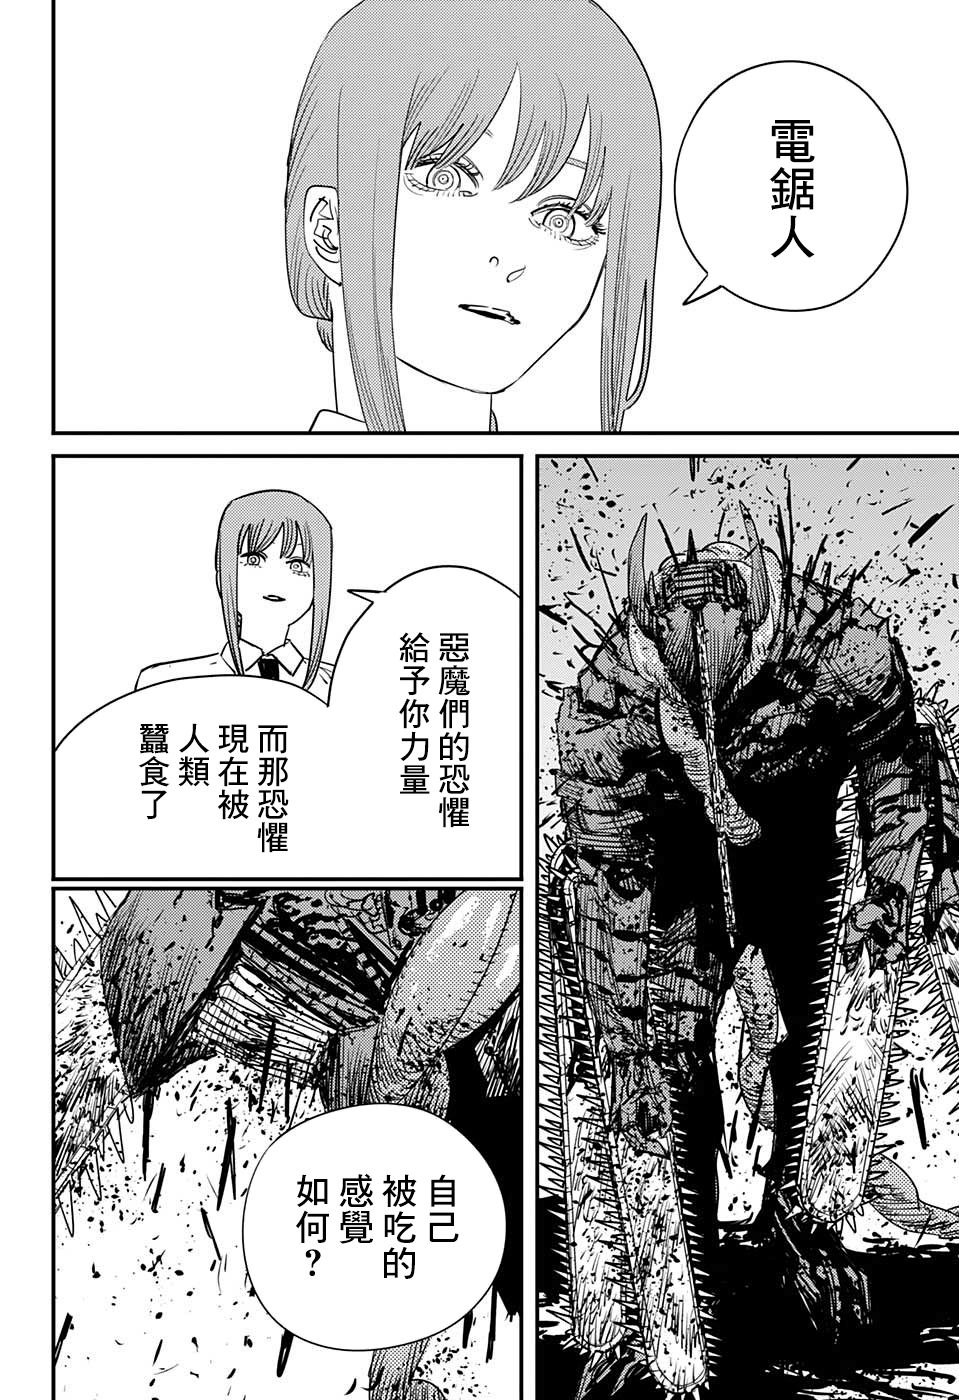 電鋸人
惡魔們的恐懼
給予你力量
而那恐懼
現在被
人類
蠶食了
自己
被吃的
感覺
如何?